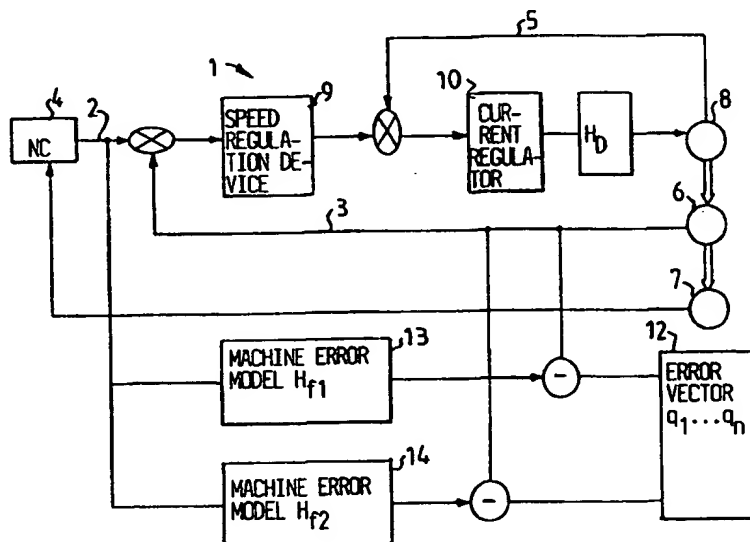 5
1
9
10
4
2
8
NC
SPEED
REGULA-
TION DE-
VICE
CUR-
RENT
REGULA-
TOR
H_D
3
6
7
13
12
MACHINE ERROR
MODEL H_f1
-
ERROR
VECTOR
q_1...q_n
14
MACHINE ERROR
MODEL H_f2
-